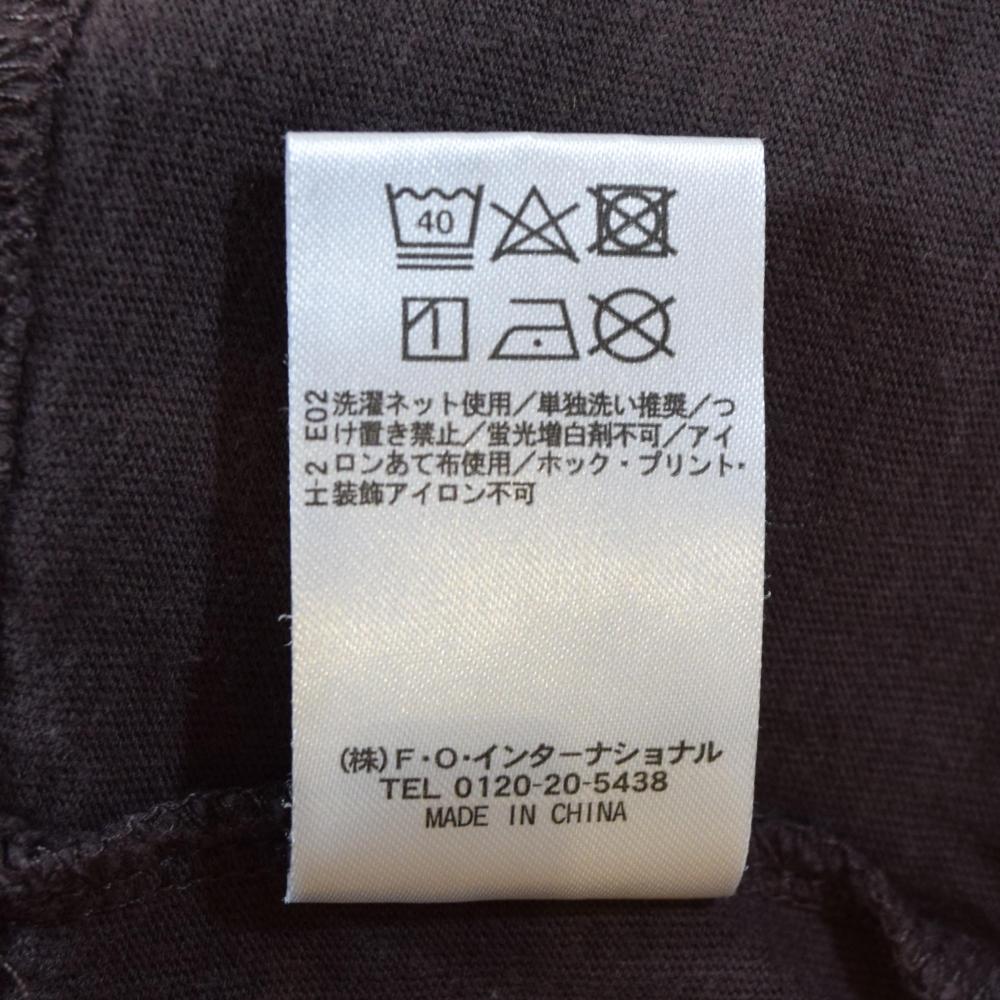 40
洗濯ネット使用／単独洗い推奨／つ
け置き禁止／蛍光増白剤不可／アイ
ロンあて布使用／ホック・プリント・
装飾アイロン不可
E02
(株)F・O・インターナショナル
TEL 0120-20-5438
MADE IN CHINA